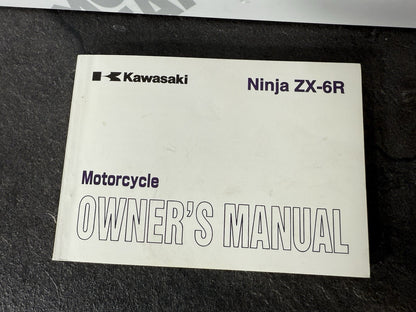 Kawasaki
Ninja ZX-6R
Motorcycle
OWNER'S MANUAL